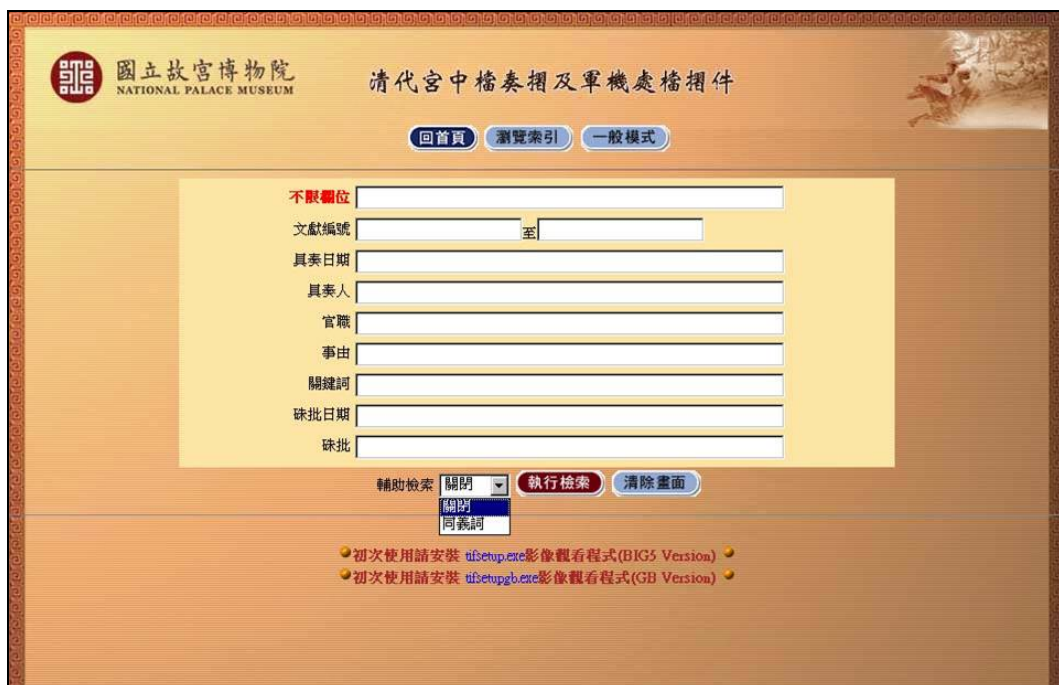 國立故宮博物院
NATIONAL PALACE MUSEUM
清代宮中檔奏摺及軍機處檔摺件
回首頁 瀏覽索引 一般模式
不限欄位
文獻編號 至
具奏日期
具奏人
官職
事由
關鍵詞
硃批日期
硃批
輔助檢索 關閉 執行檢索 清除畫面
關閉
同義詞
初次使用請安裝 tifsetup.exe影像觀看程式(BIG5 Version)
初次使用請安裝 tifsetupgb.exe影像觀看程式(GB Version)